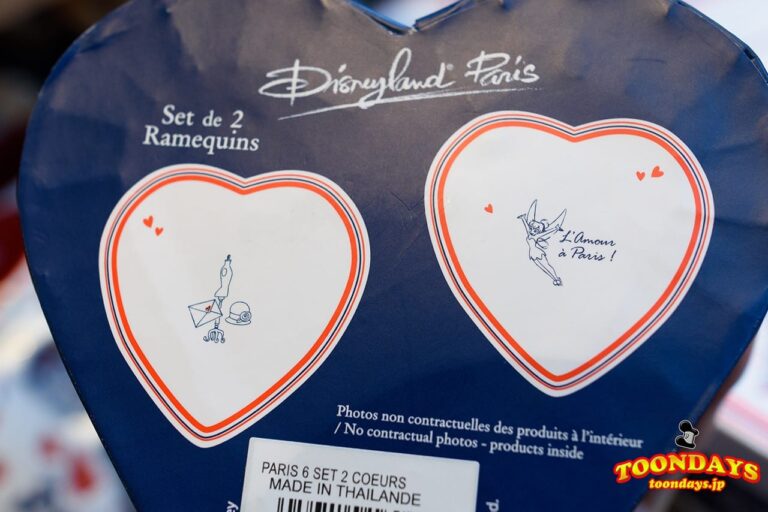 Disneyland Paris
Set de 2
Ramequins
L'Amour
à Paris !
Photos non contractuelles des produits à l'intérieur
/ No contractual photos - products inside
PARIS 6 SET 2 COEURS
MADE IN THAILANDE
ney
d.
TOONDAYS
toondays.jp